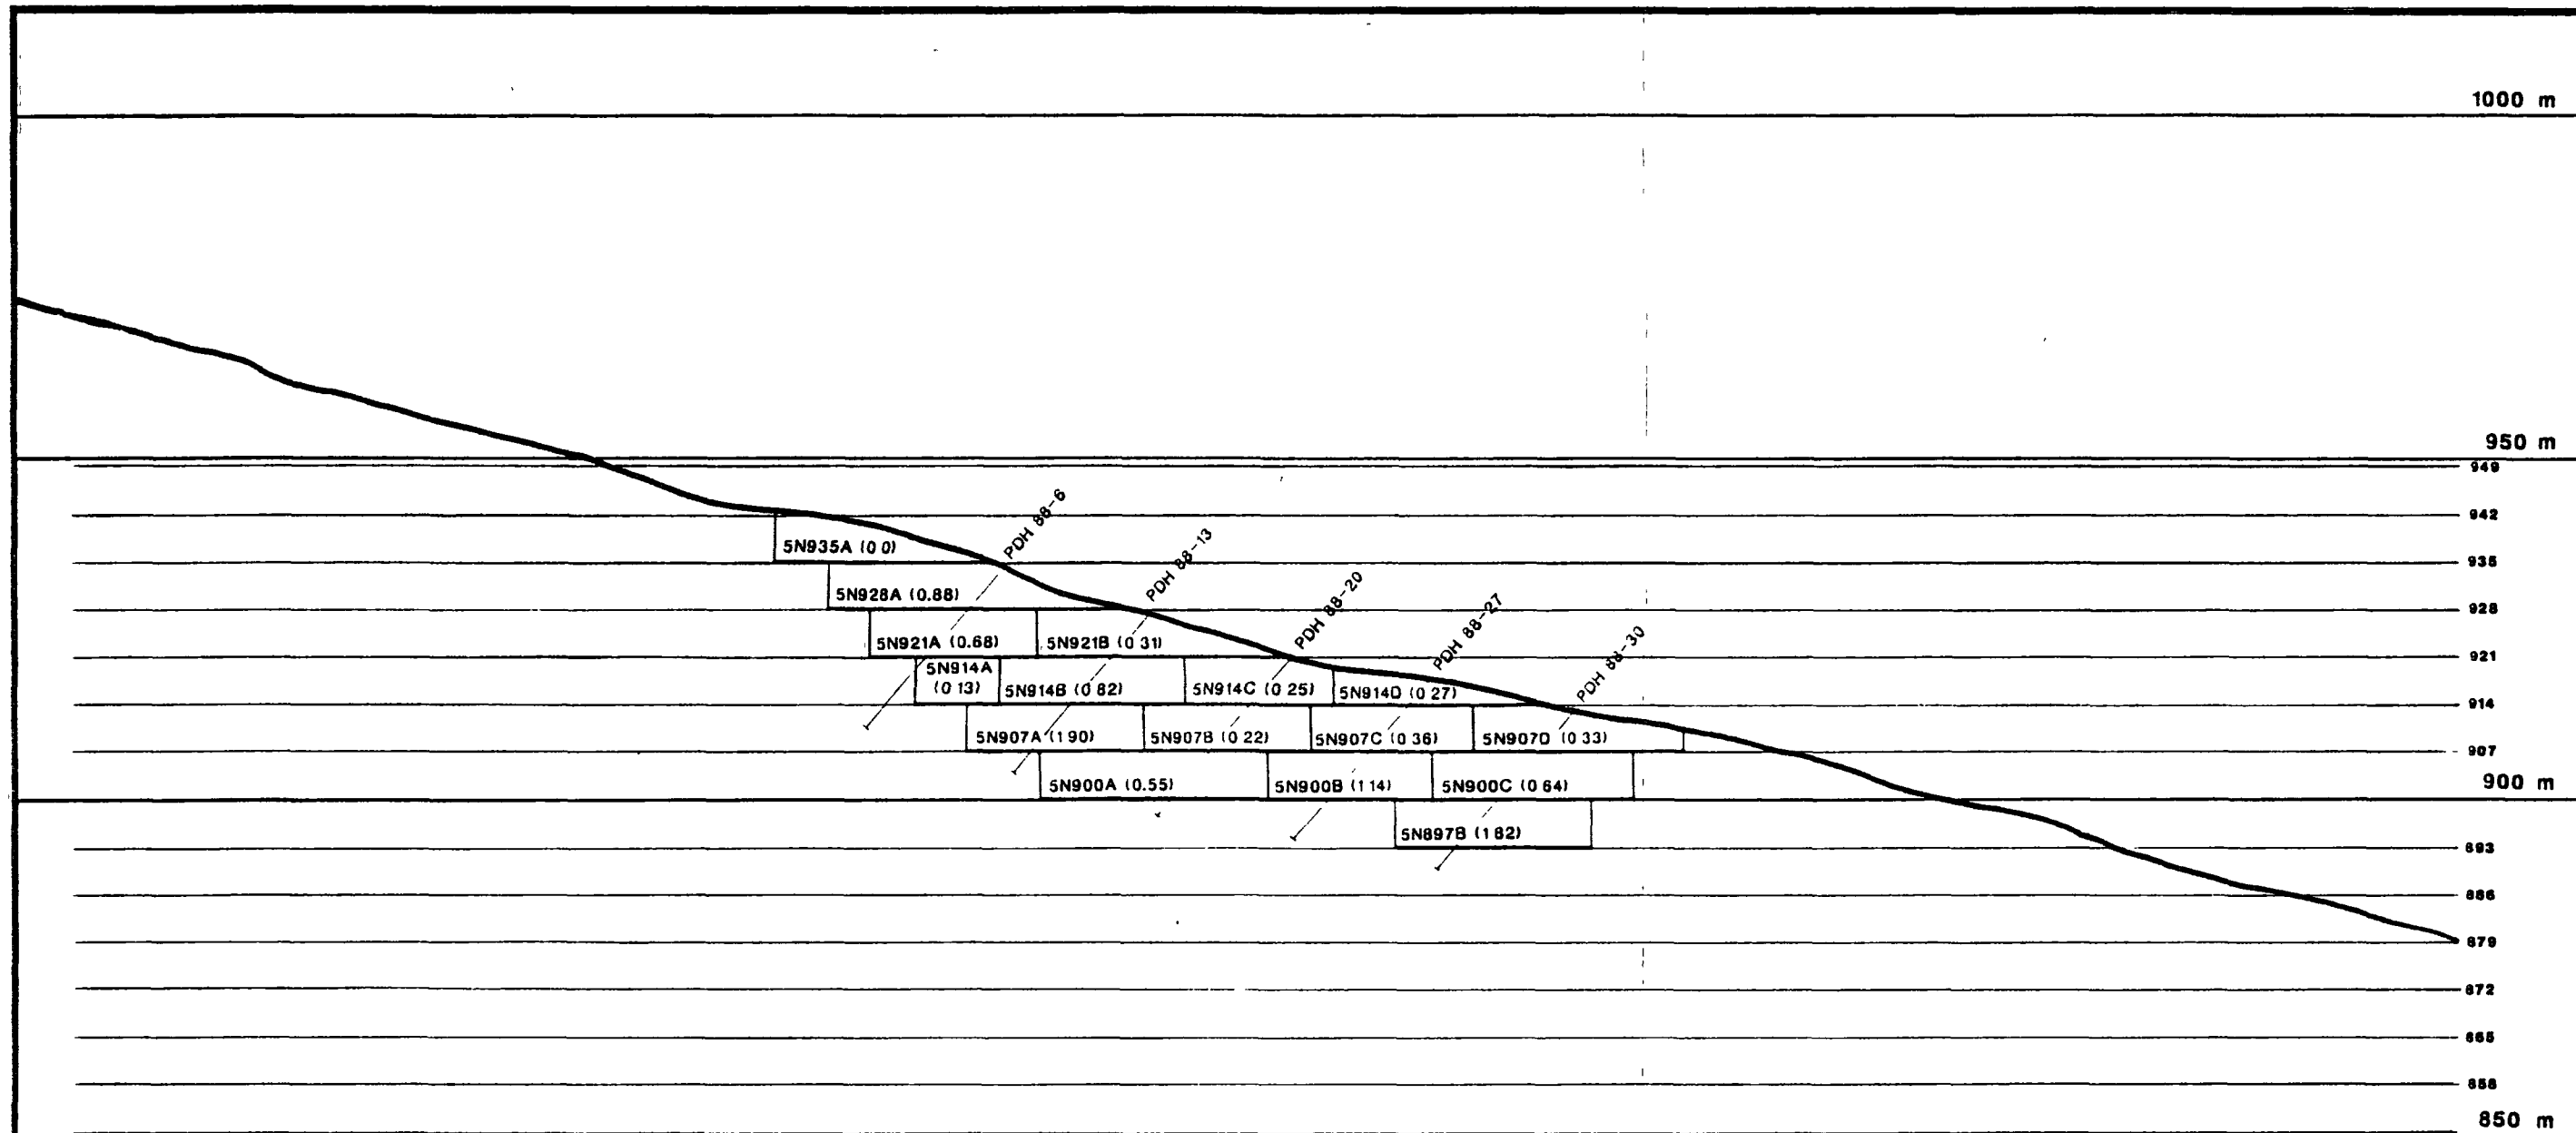 1000 m
950 m
949
942
PDH 88-6
PDH 88-13
5N935A (0 0)
935
PDH 88-20
5N928A (0.88)
PDH 88-27
928
PDH 88-30
5N921A (0.68)
5N921B (0 31)
921
5N914A
(0 13)
5N914B (0 82)
5N914C (0 25)
5N914D (0 27)
914
5N907A (1 90)
5N907B (0 22)
5N907C (0 36)
5N907D (0 33)
907
5N900A (0.55)
5N900B (1 14)
5N900C (0 64)
900 m
5N897B (1 82)
893
886
879
872
865
858
850 m